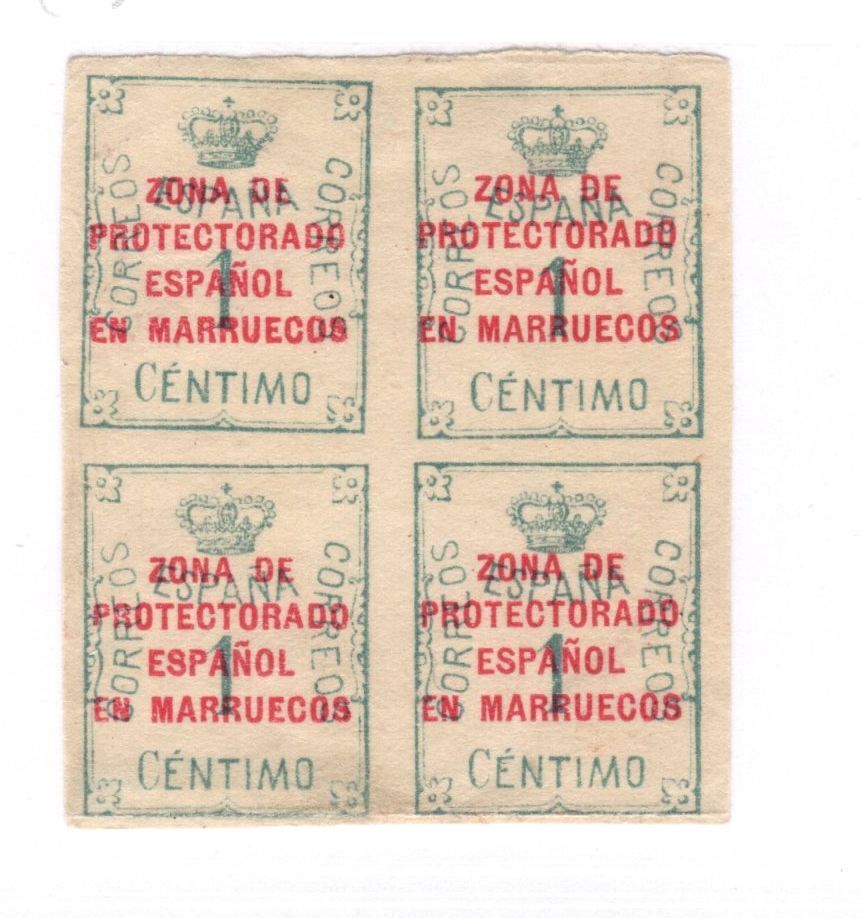 CORREOS
ESPAÑA
CORREOS
1
CÉNTIMO
ZONA DE
PROTECTORADO
ESPAÑOL
EN MARRUECOS
CORREOS
ESPAÑA
CORREOS
1
CÉNTIMO
ZONA DE
PROTECTORADO
ESPAÑOL
EN MARRUECOS
CORREOS
ESPAÑA
CORREOS
1
CÉNTIMO
ZONA DE
PROTECTORADO
ESPAÑOL
EN MARRUECOS
CORREOS
ESPAÑA
CORREOS
1
CÉNTIMO
ZONA DE
PROTECTORADO
ESPAÑOL
EN MARRUECOS